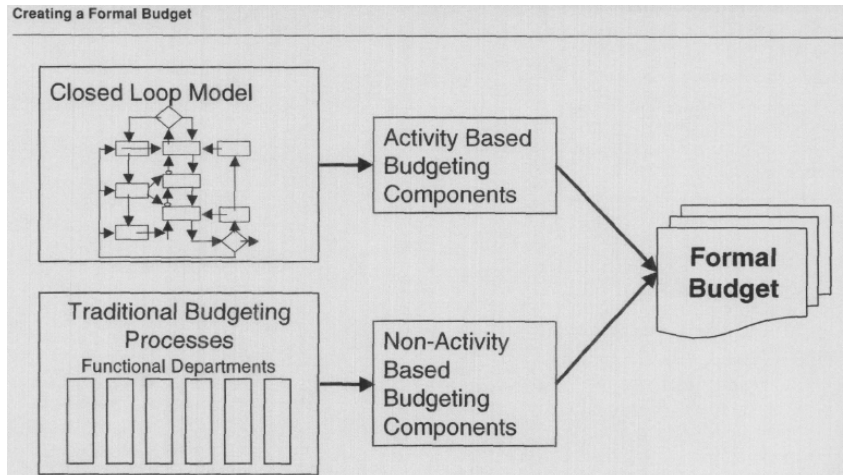 Creating a Formal Budget
Closed Loop Model
Activity Based
Budgeting
Components
Formal
Budget
Traditional Budgeting
Processes
Functional Departments
Non-Activity
Based
Budgeting
Components